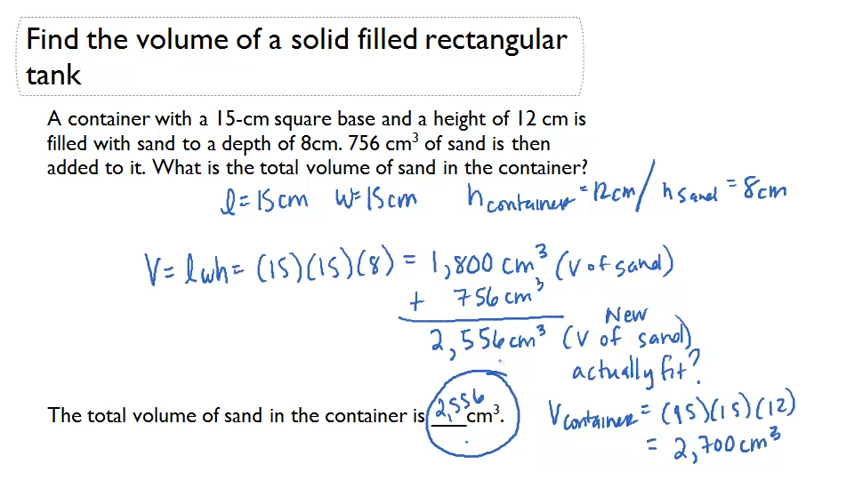 Find the volume of a solid filled rectangular
tank
A container with a 15-cm square base and a height of 12 cm is
filled with sand to a depth of 8cm. 756 cm³ of sand is then
added to it. What is the total volume of sand in the container?
l = 15cm w = 15cm h container = 12cm / h sand = 8cm
V = lwh = (15)(15)(8) = 1,800 cm³ (V of sand)
+ 756 cm³
2,556 cm³ (V of sand)
New
actually fit?
The total volume of sand in the container is 2,556 cm³.
V container = (15)(15)(12)
= 2,700 cm³